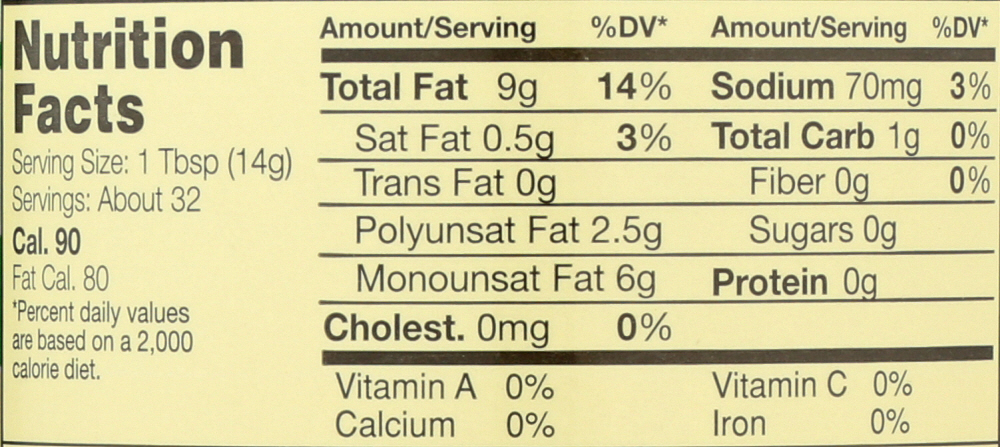 Nutrition
Facts
Serving Size: 1 Tbsp (14g)
Servings: About 32
Cal. 90
Fat Cal. 80
*Percent daily values
are based on a 2,000
calorie diet.
Amount/Serving %DV* Amount/Serving %DV*
Total Fat 9g 14% Sodium 70mg 3%
Sat Fat 0.5g 3% Total Carb 1g 0%
Trans Fat 0g Fiber 0g 0%
Polyunsat Fat 2.5g Sugars 0g
Monounsat Fat 6g Protein 0g
Cholest. 0mg 0%
Vitamin A 0% Vitamin C 0%
Calcium 0% Iron 0%